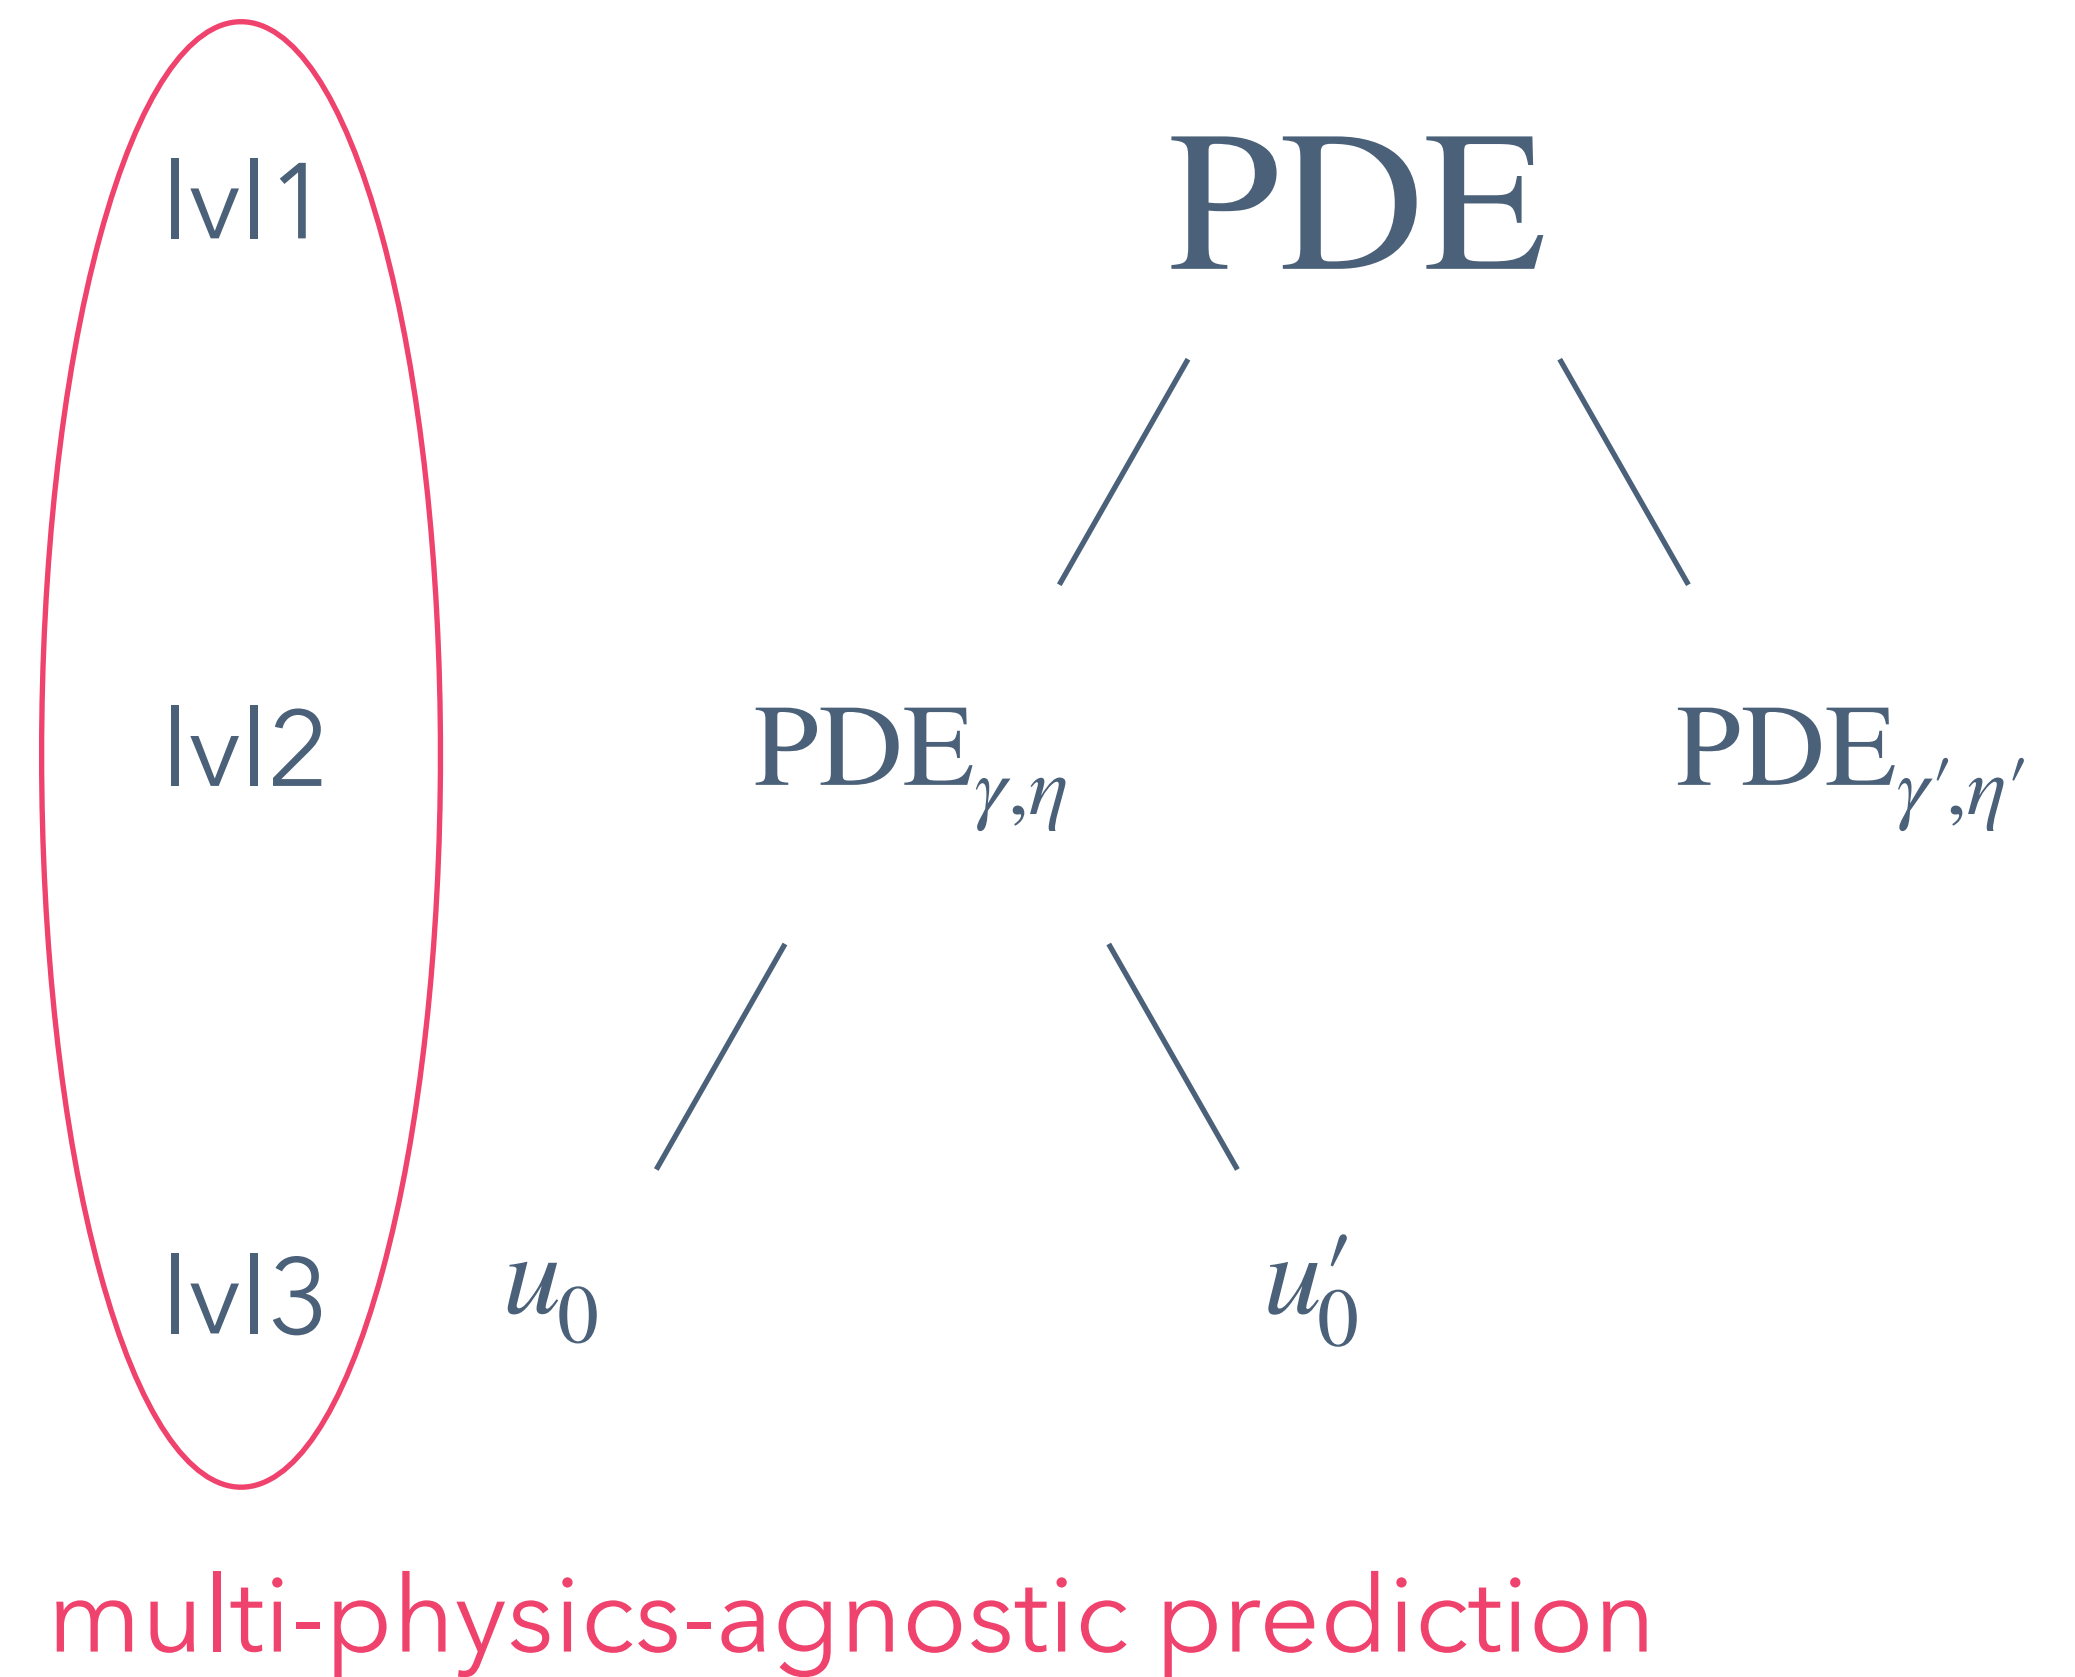 lvl1 PDE
lvl2 PDE_{γ,η} PDE_{γ′,η′}
lvl3 u_0 u′_0
multi-physics-agnostic prediction